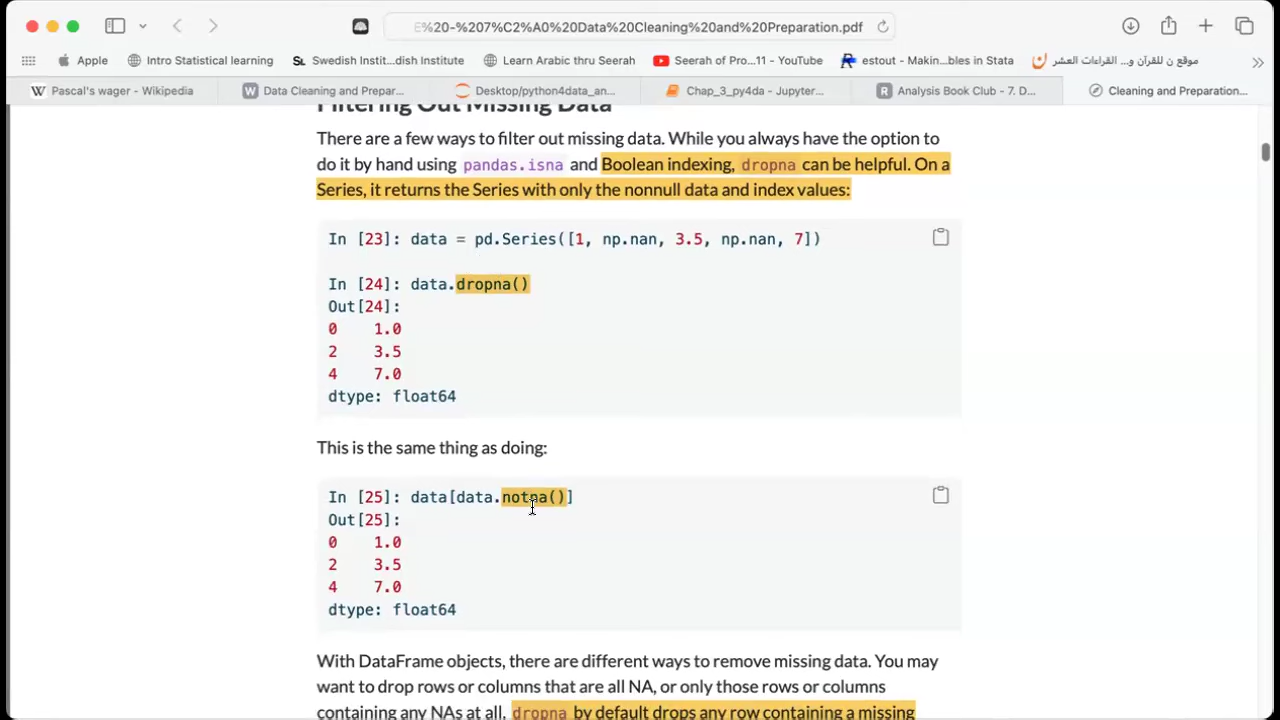 E%20-%207%C2%A0%20Data%20Cleaning%20and%20Preparation.pdf
Apple Intro Statistical learning SL Swedish Instit...dish Institute Learn Arabic thru Seerah Seerah of Pro...11 - YouTube estout - Makin...bles in Stata موقع ن للقرآن و... القراءات العشر
W Pascal's wager - Wikipedia W Data Cleaning and Prepar... Desktop/python4data_an... Chap_3_py4da - Jupyter... R Analysis Book Club - 7. D... Cleaning and Preparation...
Filtering Out Missing Data
There are a few ways to filter out missing data. While you always have the option to
do it by hand using pandas.isna and Boolean indexing, dropna can be helpful. On a
Series, it returns the Series with only the nonnull data and index values:
In [23]: data = pd.Series([1, np.nan, 3.5, np.nan, 7])
In [24]: data.dropna()
Out[24]:
0 1.0
2 3.5
4 7.0
dtype: float64
This is the same thing as doing:
In [25]: data[data.notna()]
Out[25]:
0 1.0
2 3.5
4 7.0
dtype: float64
With DataFrame objects, there are different ways to remove missing data. You may
want to drop rows or columns that are all NA, or only those rows or columns
containing any NAs at all. dropna by default drops any row containing a missing